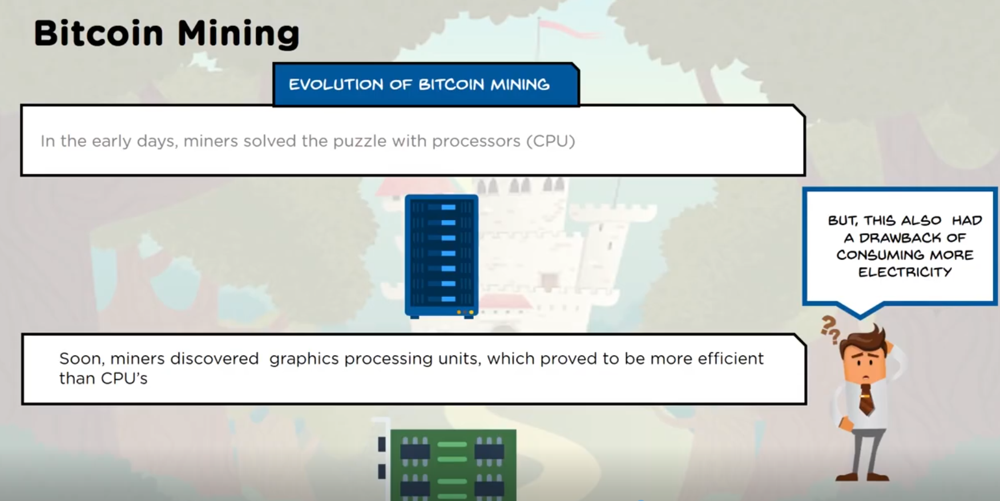 Bitcoin Mining
EVOLUTION OF BITCOIN MINING
In the early days, miners solved the puzzle with processors (CPU)
BUT, THIS ALSO  HAD
A DRAWBACK OF
CONSUMING MORE
ELECTRICITY
??
Soon, miners discovered  graphics processing units, which proved to be more efficient
than CPU's